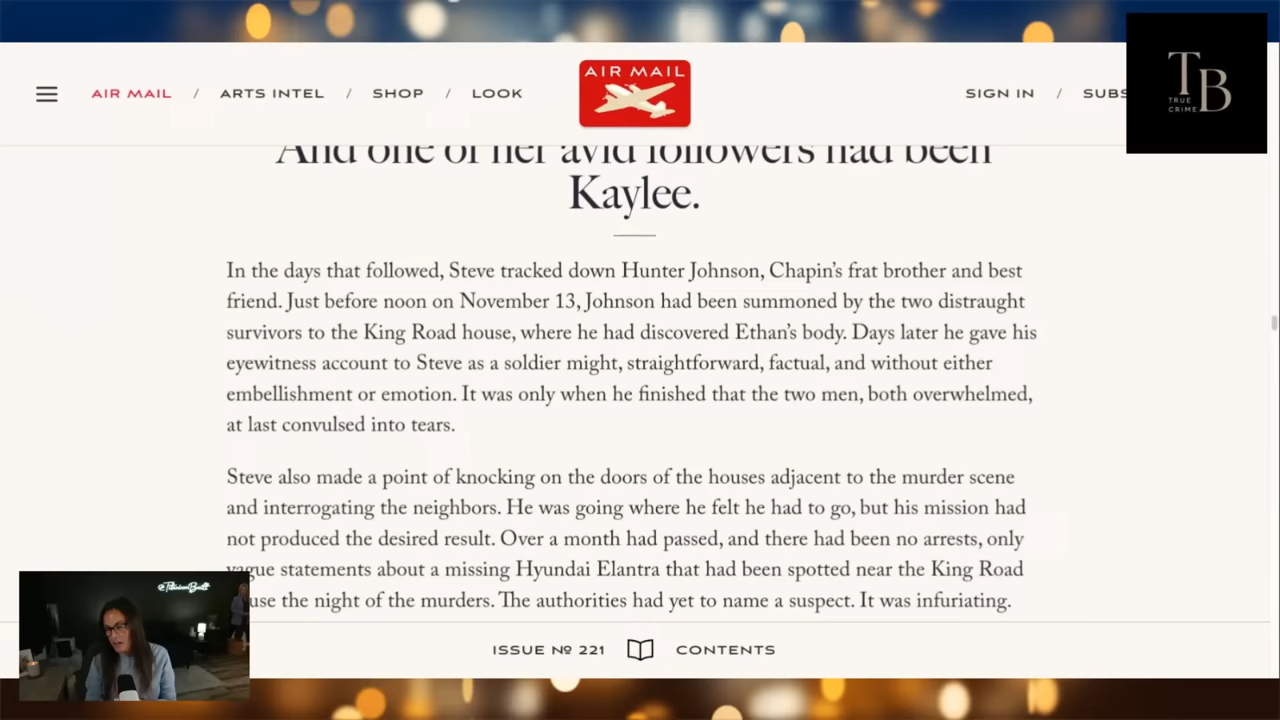 AIR MAIL / ARTS INTEL / SHOP / LOOK
AIR MAIL
SIGN IN / SUBS
TB
TRUE
CRIME
And one of her avid followers had been
Kaylee.
In the days that followed, Steve tracked down Hunter Johnson, Chapin's frat brother and best
friend. Just before noon on November 13, Johnson had been summoned by the two distraught
survivors to the King Road house, where he had discovered Ethan's body. Days later he gave his
eyewitness account to Steve as a soldier might, straightforward, factual, and without either
embellishment or emotion. It was only when he finished that the two men, both overwhelmed,
at last convulsed into tears.
Steve also made a point of knocking on the doors of the houses adjacent to the murder scene
and interrogating the neighbors. He was going where he felt he had to go, but his mission had
not produced the desired result. Over a month had passed, and there had been no arrests, only
vague statements about a missing Hyundai Elantra that had been spotted near the King Road
use the night of the murders. The authorities had yet to name a suspect. It was infuriating.
ISSUE № 221 CONTENTS